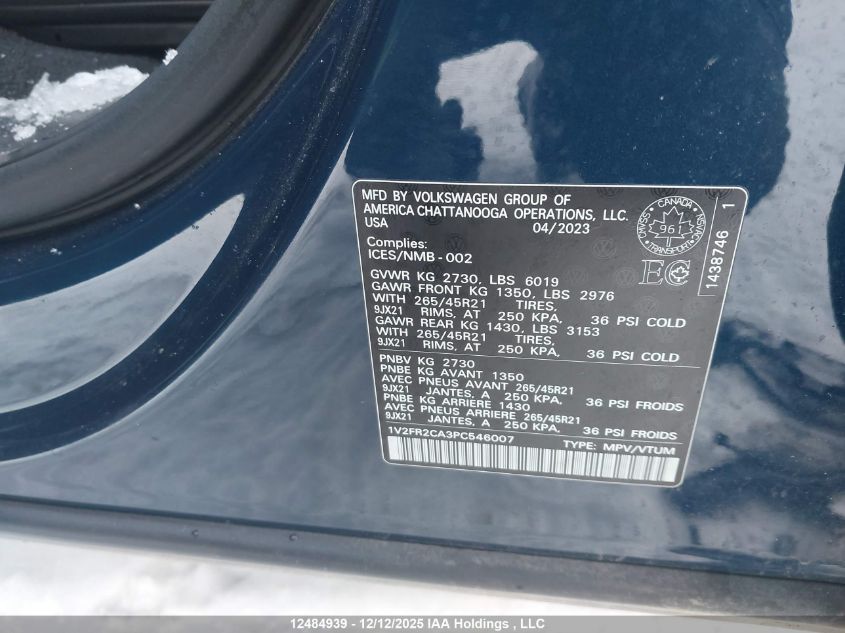 MFD BY VOLKSWAGEN GROUP OF
AMERICA CHATTANOOGA OPERATIONS, LLC.
USA 04/2023
Complies:
ICES/NMB - 002
GVWR KG 2730, LBS 6019
GAWR FRONT KG 1350, LBS 2976
WITH 265/45R21 TIRES,
9JX21 RIMS, AT 250 KPA, 36 PSI COLD
GAWR REAR KG 1430, LBS 3153
WITH 265/45R21 TIRES,
9JX21 RIMS, AT 250 KPA, 36 PSI COLD
PNBV KG 2730
PNBE KG AVANT 1350
AVEC PNEUS AVANT 265/45R21
9JX21 JANTES, A 250 KPA, 36 PSI FROIDS
PNBE KG ARRIERE 1430
AVEC PNEUS ARRIERE 265/45R21
9JX21 JANTES, A 250 KPA, 36 PSI FROIDS
1V2FR2CA3PC546007 TYPE: MPV/VTUM
CANADA
CMVSS
NSVAC
961
TRANSPORT
EC
1438746 1
12484939 - 12/12/2025 IAA Holdings , LLC